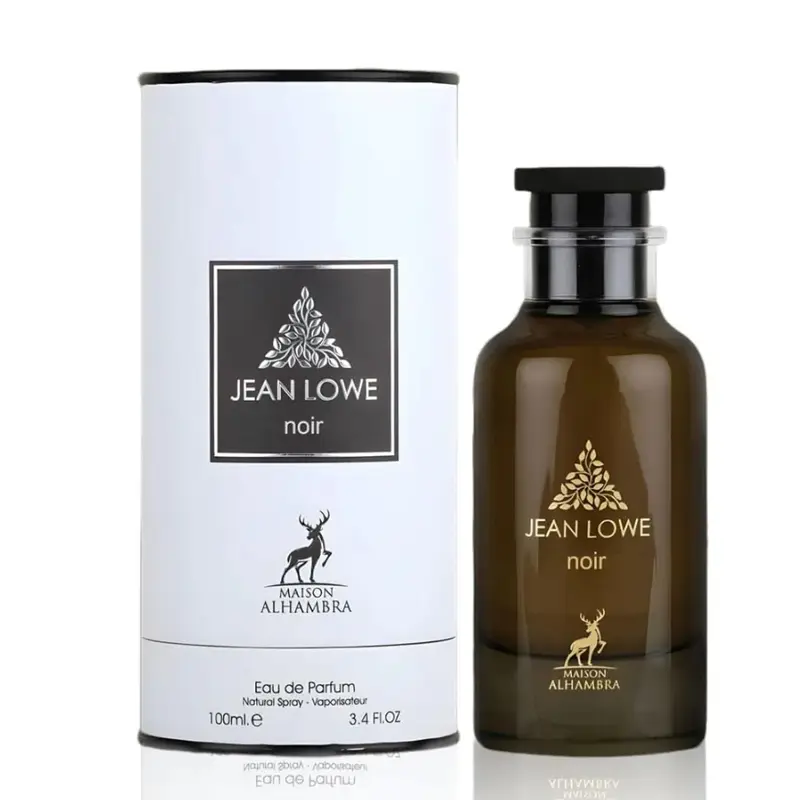 JEAN LOWE
noir
MAISON
ALHAMBRA
Eau de Parfum
Natural Spray - Vaporisateur
100ml.e 3.4 Fl.OZ
JEAN LOWE
noir
MAISON
ALHAMBRA